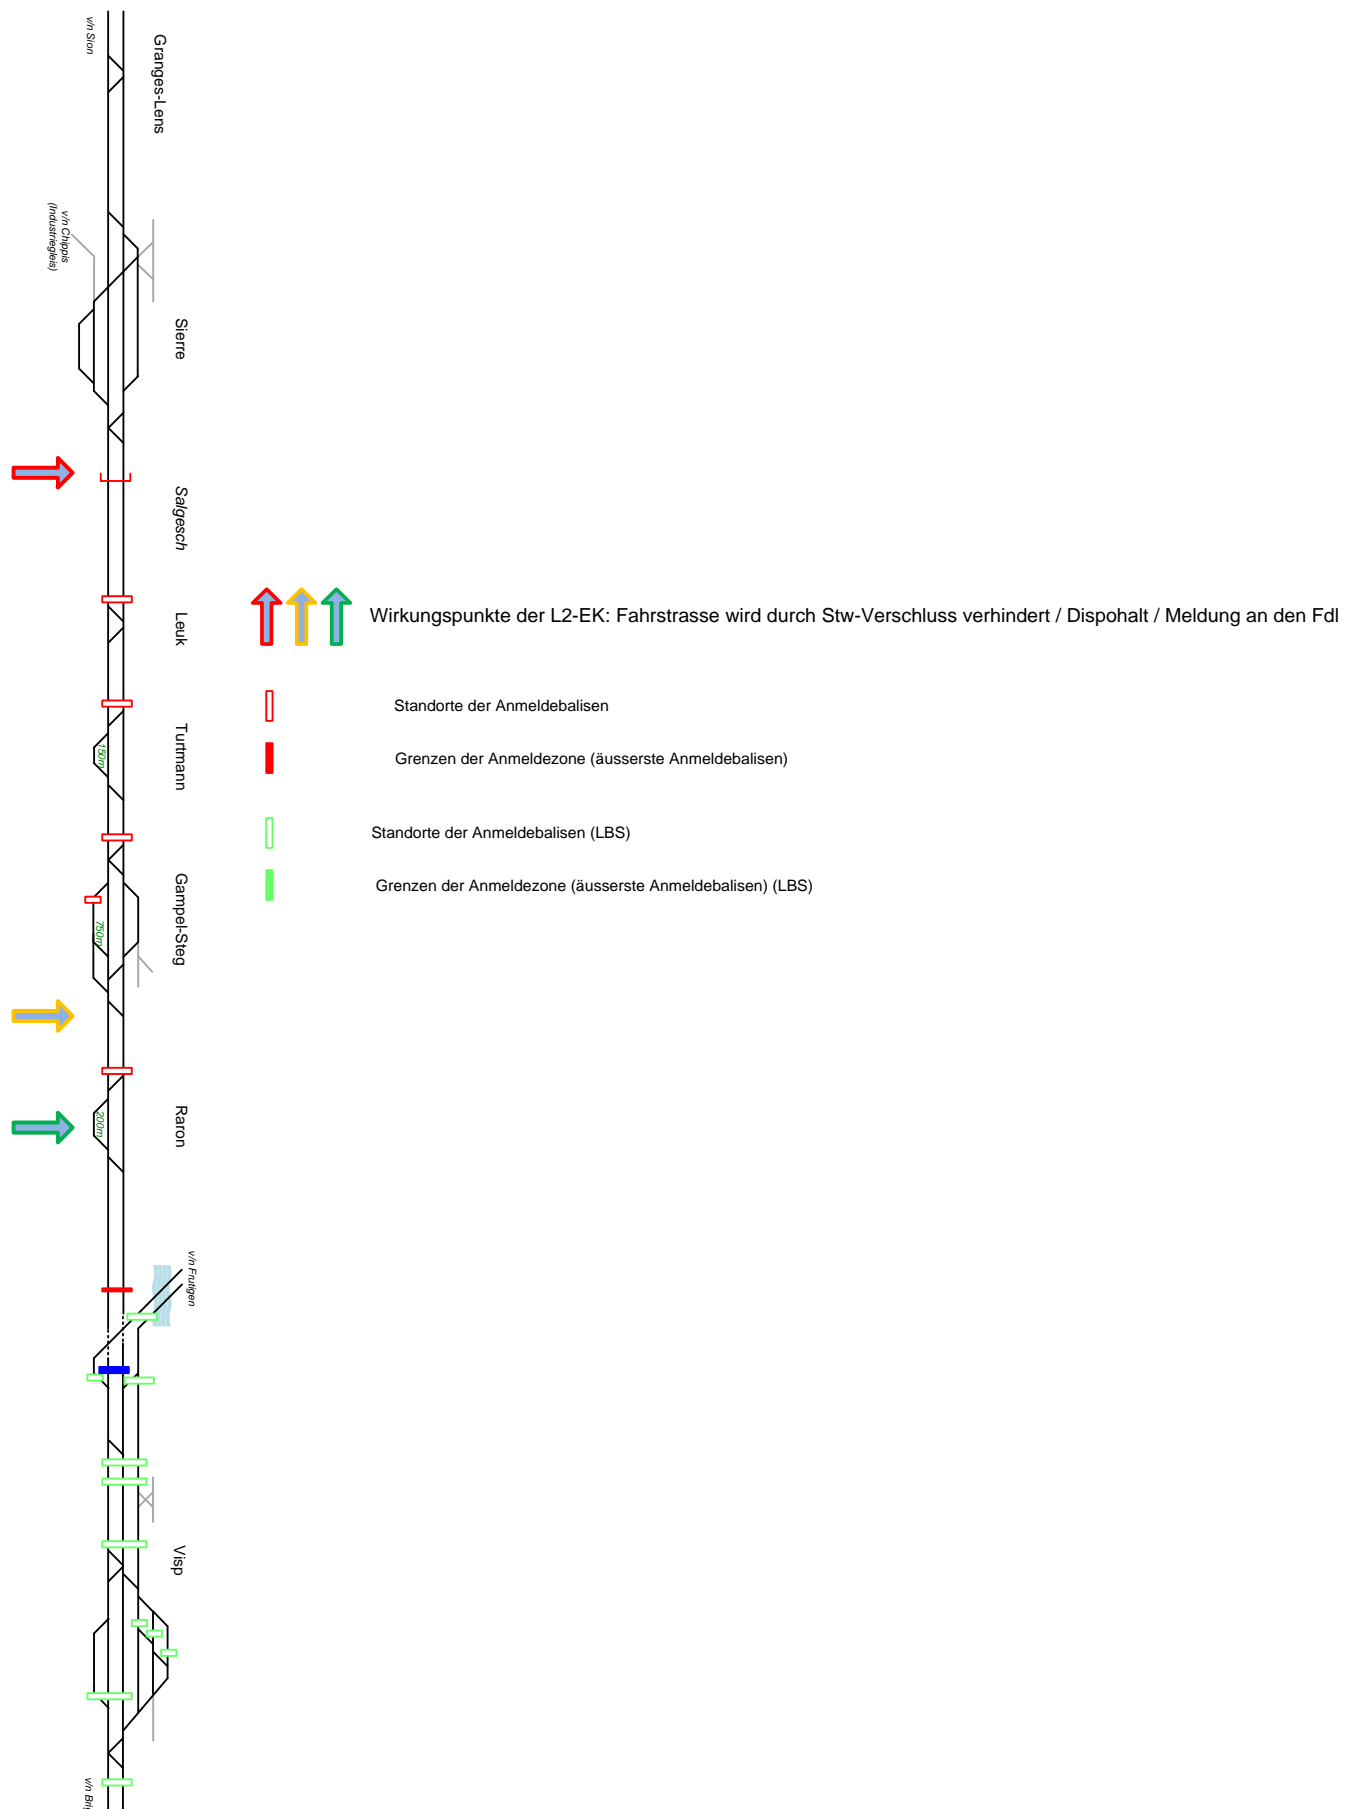 v/n Sion
Granges-Lens
v/n Chippis
(Industriegleis)
Sierre
Salgesch
Leuk
Wirkungspunkte der L2-EK: Fahrstrasse wird durch Stw-Verschluss verhindert / Dispohalt / Meldung an den Fdl
Standorte der Anmeldebalisen
Turtmann
150m
Grenzen der Anmeldezone (äusserste Anmeldebalisen)
Standorte der Anmeldebalisen (LBS)
Grenzen der Anmeldezone (äusserste Anmeldebalisen) (LBS)
Gampel-Steg
750m
Raron
200m
v/n Frutigen
Visp
v/n Bri